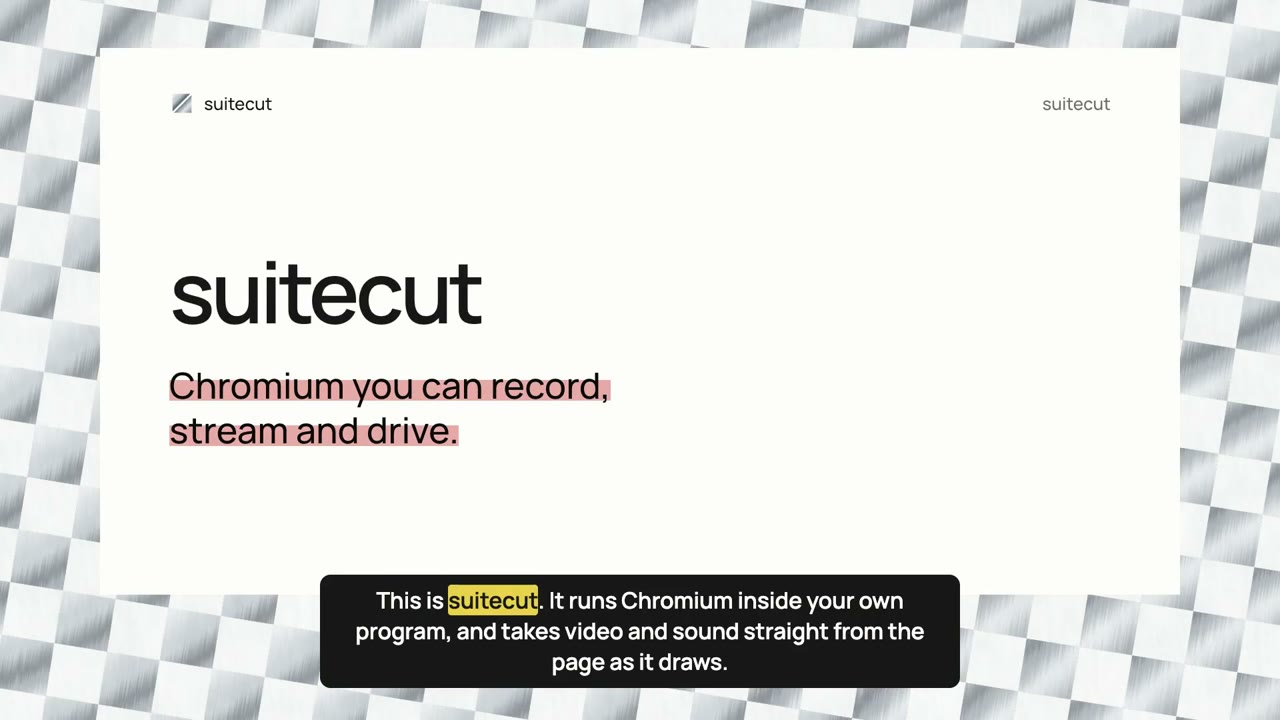 suitecut
suitecut
suitecut
Chromium you can record,
stream and drive.
This is suitecut. It runs Chromium inside your own
program, and takes video and sound straight from the
page as it draws.